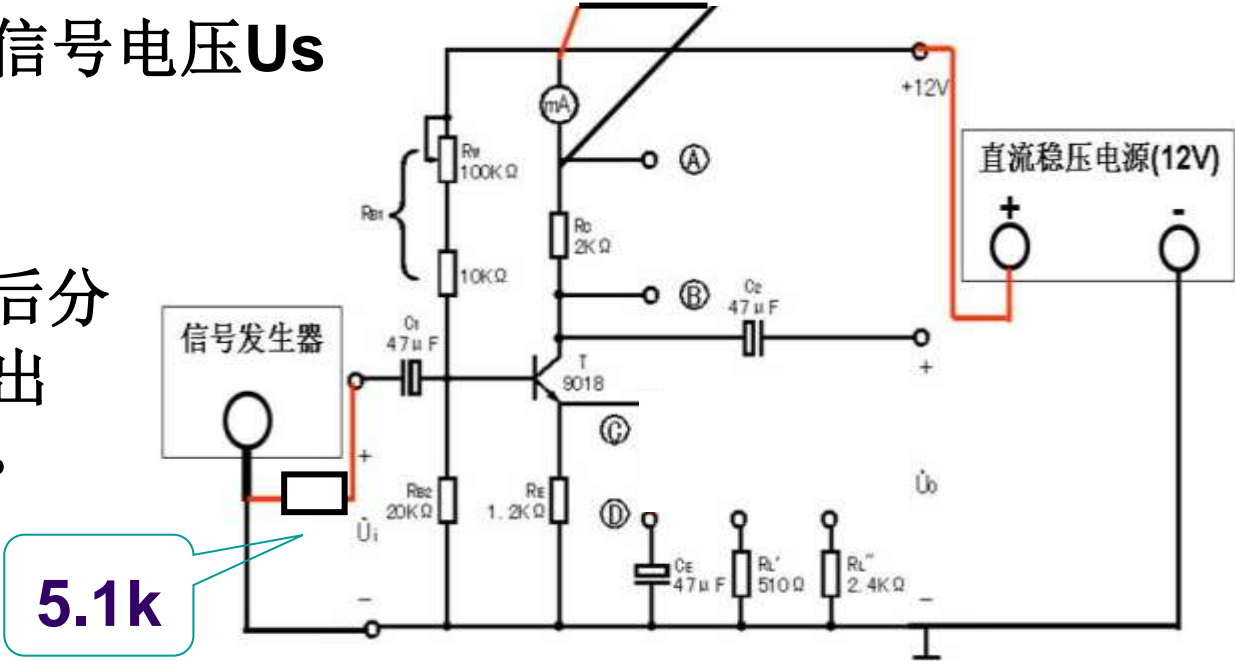 信号电压Us
后分
出
。
+12V
mA
Ⓐ
RW
100KΩ
RB1
10KΩ
RC
2KΩ
Ⓑ
直流稳压电源(12V)
+
-
信号发生器
C1
47μF
C2
47μF
T
9018
+
Ⓒ
+
RB2
20KΩ
RE
1.2KΩ
Ⓓ
U̇i
U̇o
CE
47μF
RL'
510Ω
RL"
2.4KΩ
-
-
5.1k